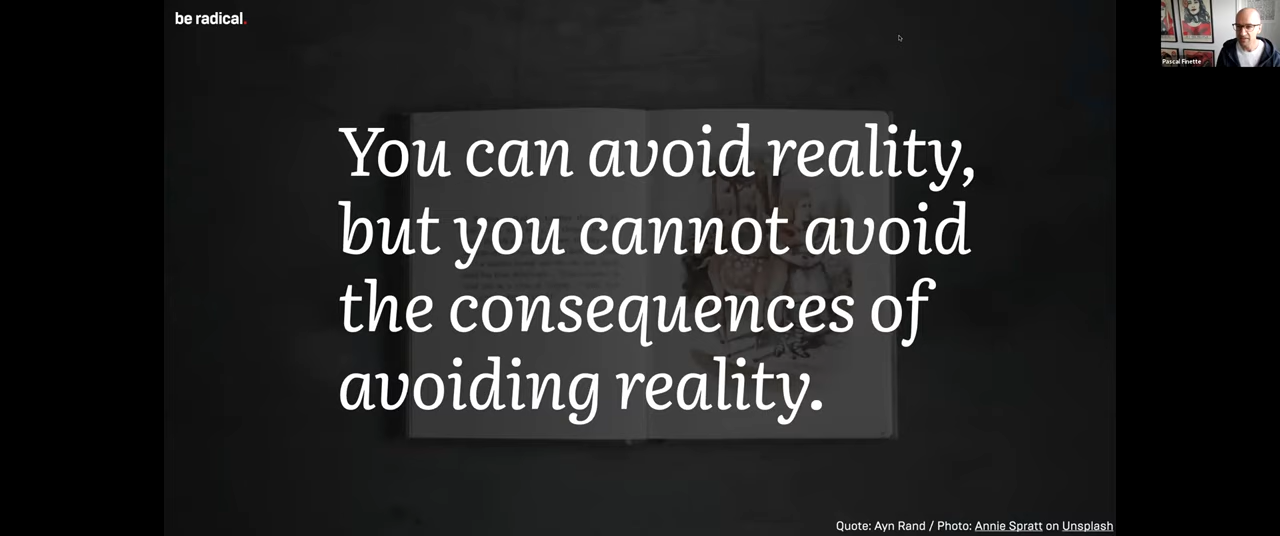 be radical.
Pascal Finette
You can avoid reality,
but you cannot avoid
the consequences of
avoiding reality.
Quote: Ayn Rand / Photo: Annie Spratt on Unsplash